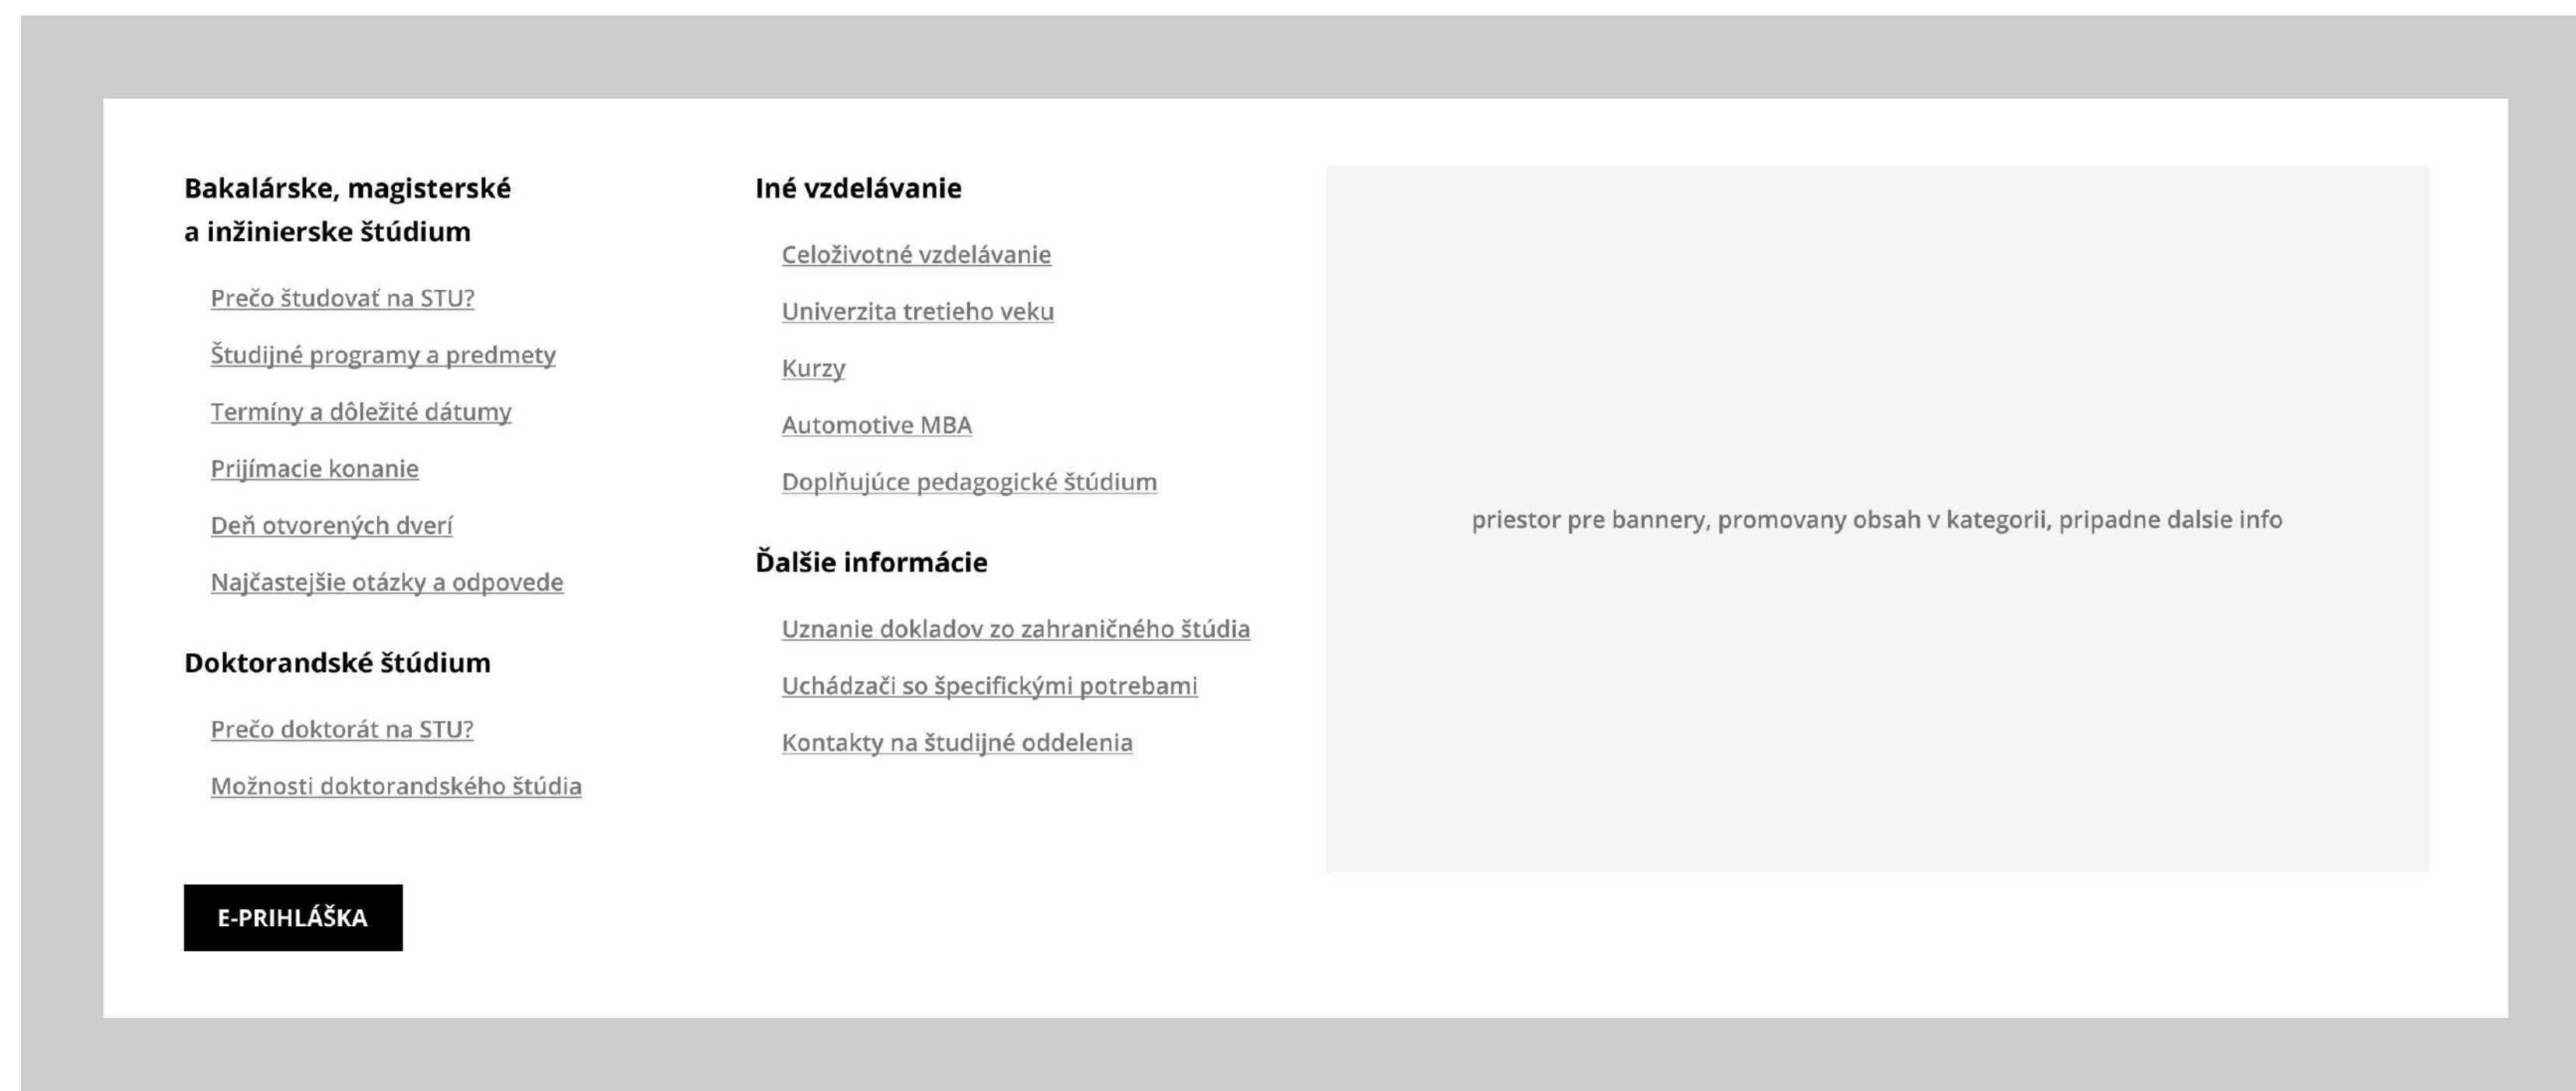 Bakalárske, magisterské
a inžinierske štúdium
Prečo študovať na STU?
Študijné programy a predmety
Termíny a dôležité dátumy
Prijímacie konanie
Deň otvorených dverí
Najčastejšie otázky a odpovede
Doktorandské štúdium
Prečo doktorát na STU?
Možnosti doktorandského štúdia
E-PRIHLÁŠKA
Iné vzdelávanie
Celoživotné vzdelávanie
Univerzita tretieho veku
Kurzy
Automotive MBA
Doplňujúce pedagogické štúdium
Ďalšie informácie
Uznanie dokladov zo zahraničného štúdia
Uchádzači so špecifickými potrebami
Kontakty na študijné oddelenia
priestor pre bannery, promovany obsah v kategorii, pripadne dalsie info